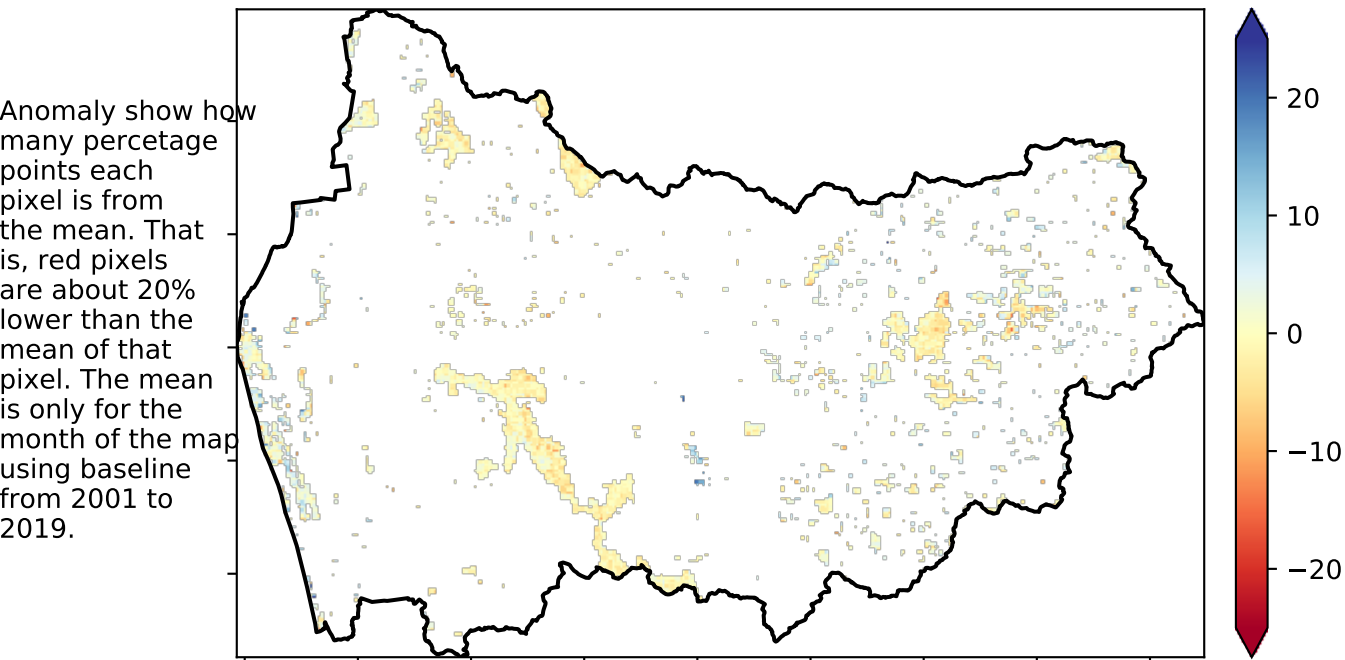 Anomaly show how
many percetage
points each
pixel is from
the mean. That
is, red pixels
are about 20%
lower than the
mean of that
pixel. The mean
is only for the
month of the map
using baseline
from 2001 to
2019.
20
10
0
−10
−20